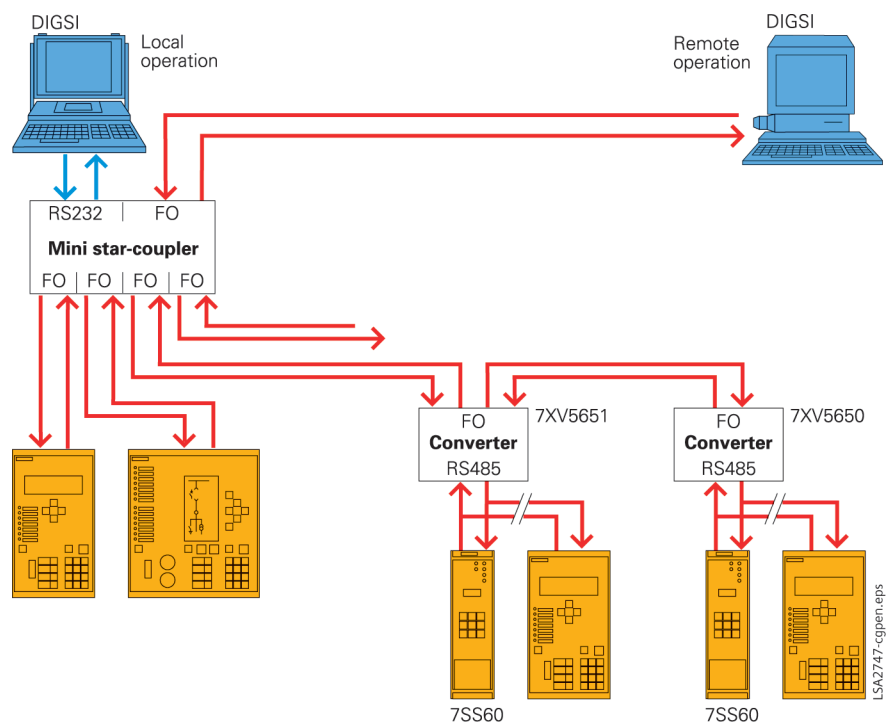 DIGSI
Local
operation
DIGSI
Remote
operation
RS232 | FO
Mini star-coupler
FO | FO | FO | FO
FO
Converter
RS485
7XV5651
FO
Converter
RS485
7XV5650
7SS60
7SS60
LSA2747-cgpen.eps